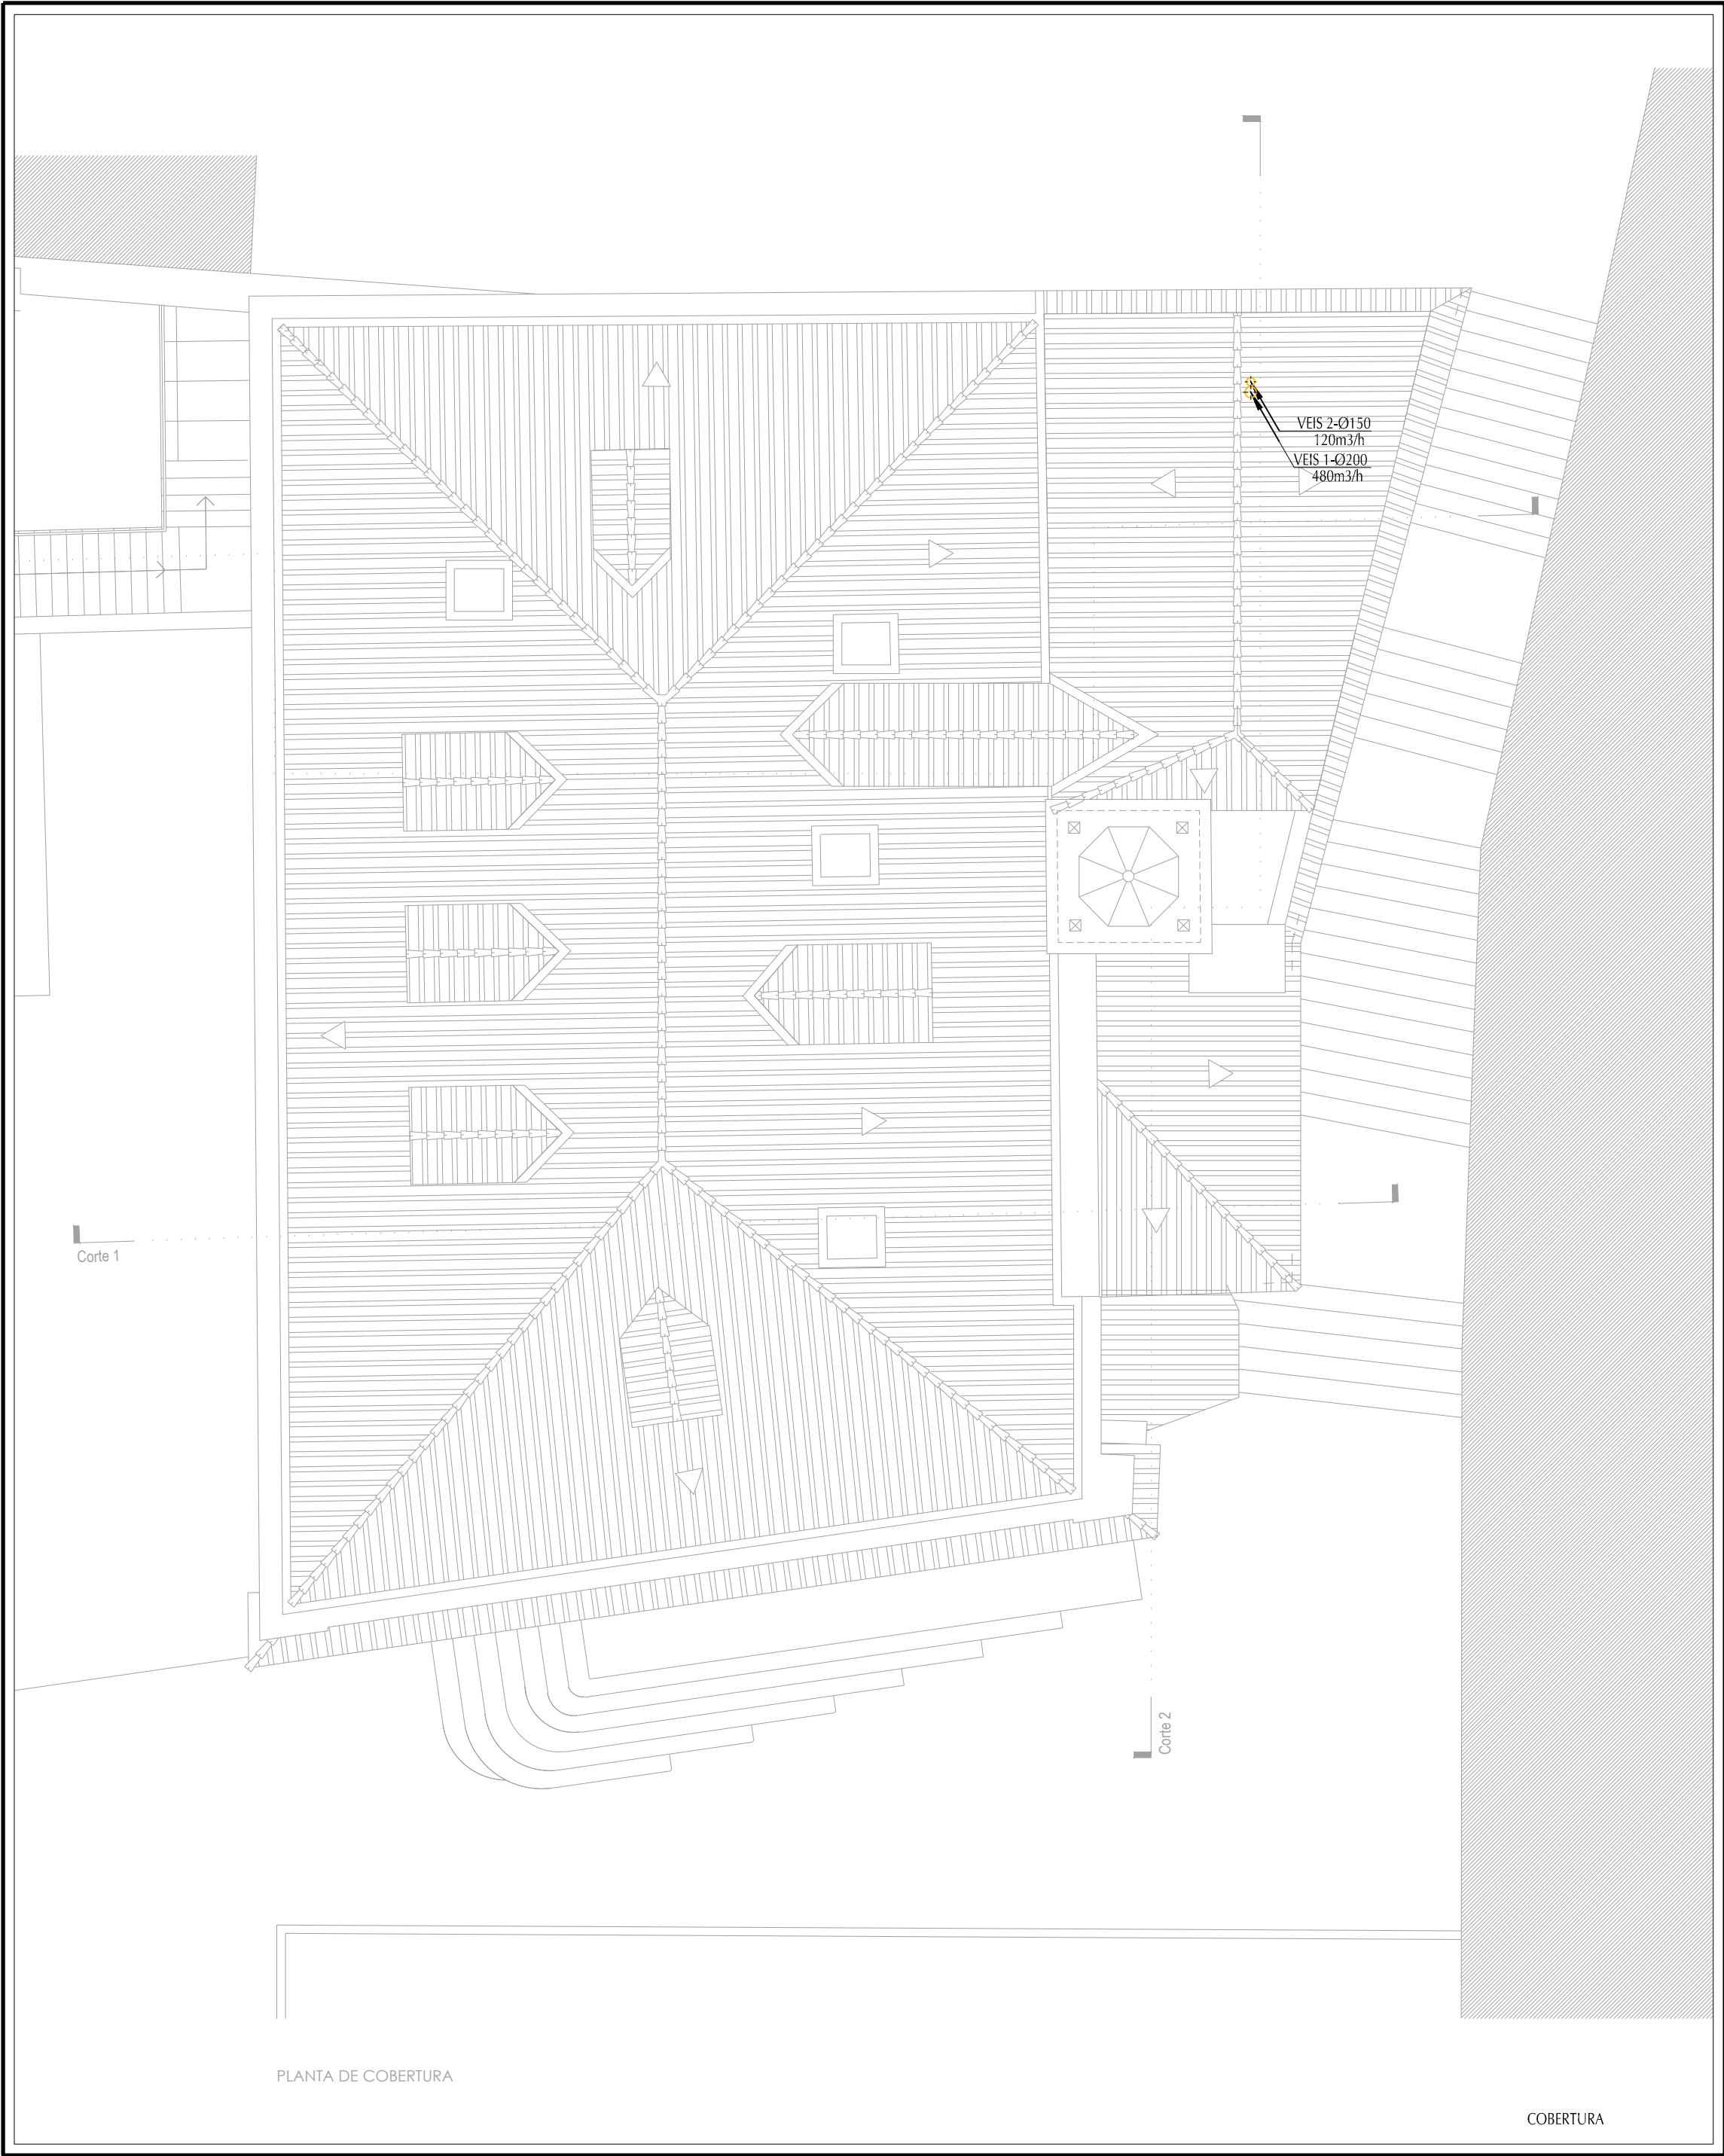 VEIS 2-Ø150
120m3/h
VEIS 1-Ø200
480m3/h
Corte 1
Corte 2
PLANTA DE COBERTURA
COBERTURA